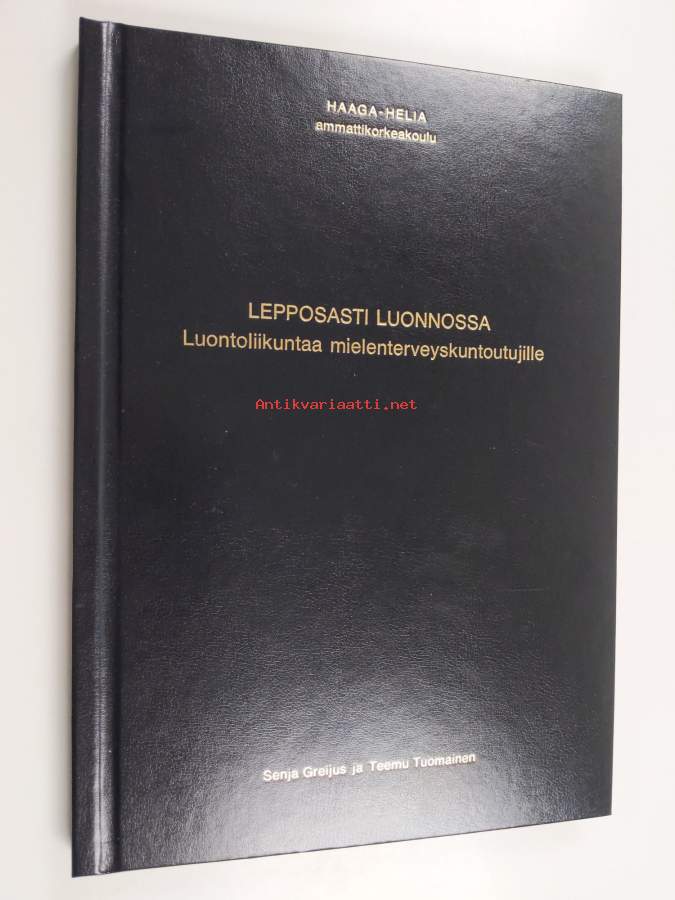 HAAGA-HELIA
ammattikorkeakoulu
LEPPOSASTI LUONNOSSA
Luontoliikuntaa mielenterveyskuntoutujille
Antikvariaatti.net
Senja Greijus ja Teemu Tuomainen